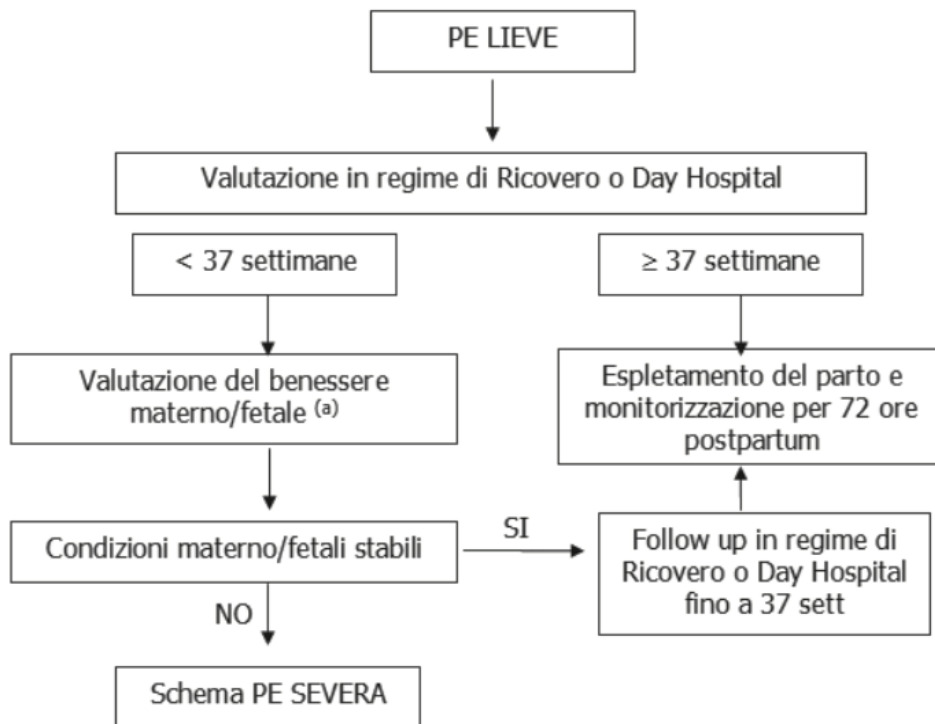 PE LIEVE
Valutazione in regime di Ricovero o Day Hospital
< 37 settimane
≥ 37 settimane
Valutazione del benessere
materno/fetale (a)
Espletamento del parto e
monitorizzazione per 72 ore
postpartum
Condizioni materno/fetali stabili
SI
Follow up in regime di
Ricovero o Day Hospital
fino a 37 sett
NO
Schema PE SEVERA